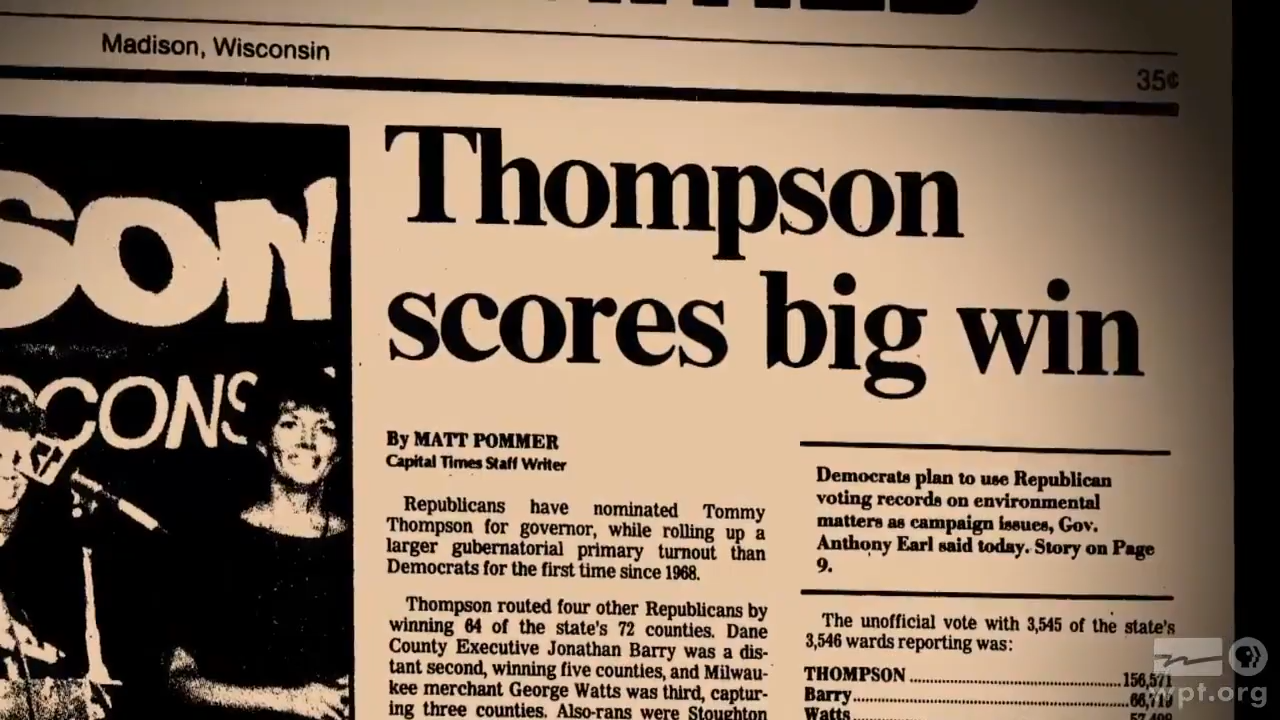 Madison, Wisconsin
35¢
SON
CONS
Thompson
scores big win
By MATT POMMER
Capital Times Staff Writer
Republicans have nominated Tommy
Thompson for governor, while rolling up a
larger gubernatorial primary turnout than
Democrats for the first time since 1968.
Thompson routed four other Republicans by
winning 64 of the state's 72 counties. Dane
County Executive Jonathan Barry was a dis-
tant second, winning five counties, and Milwau-
kee merchant George Watts was third, captur-
ing three counties. Also-rans were Stoughton
Democrats plan to use Republican
voting records on environmental
matters as campaign issues, Gov.
Anthony Earl said today. Story on Page
9.
The unofficial vote with 3,545 of the state's
3,546 wards reporting was:
THOMPSON ........................................ 156,571
Barry .................................................. 66,719
Watts
wpt.org